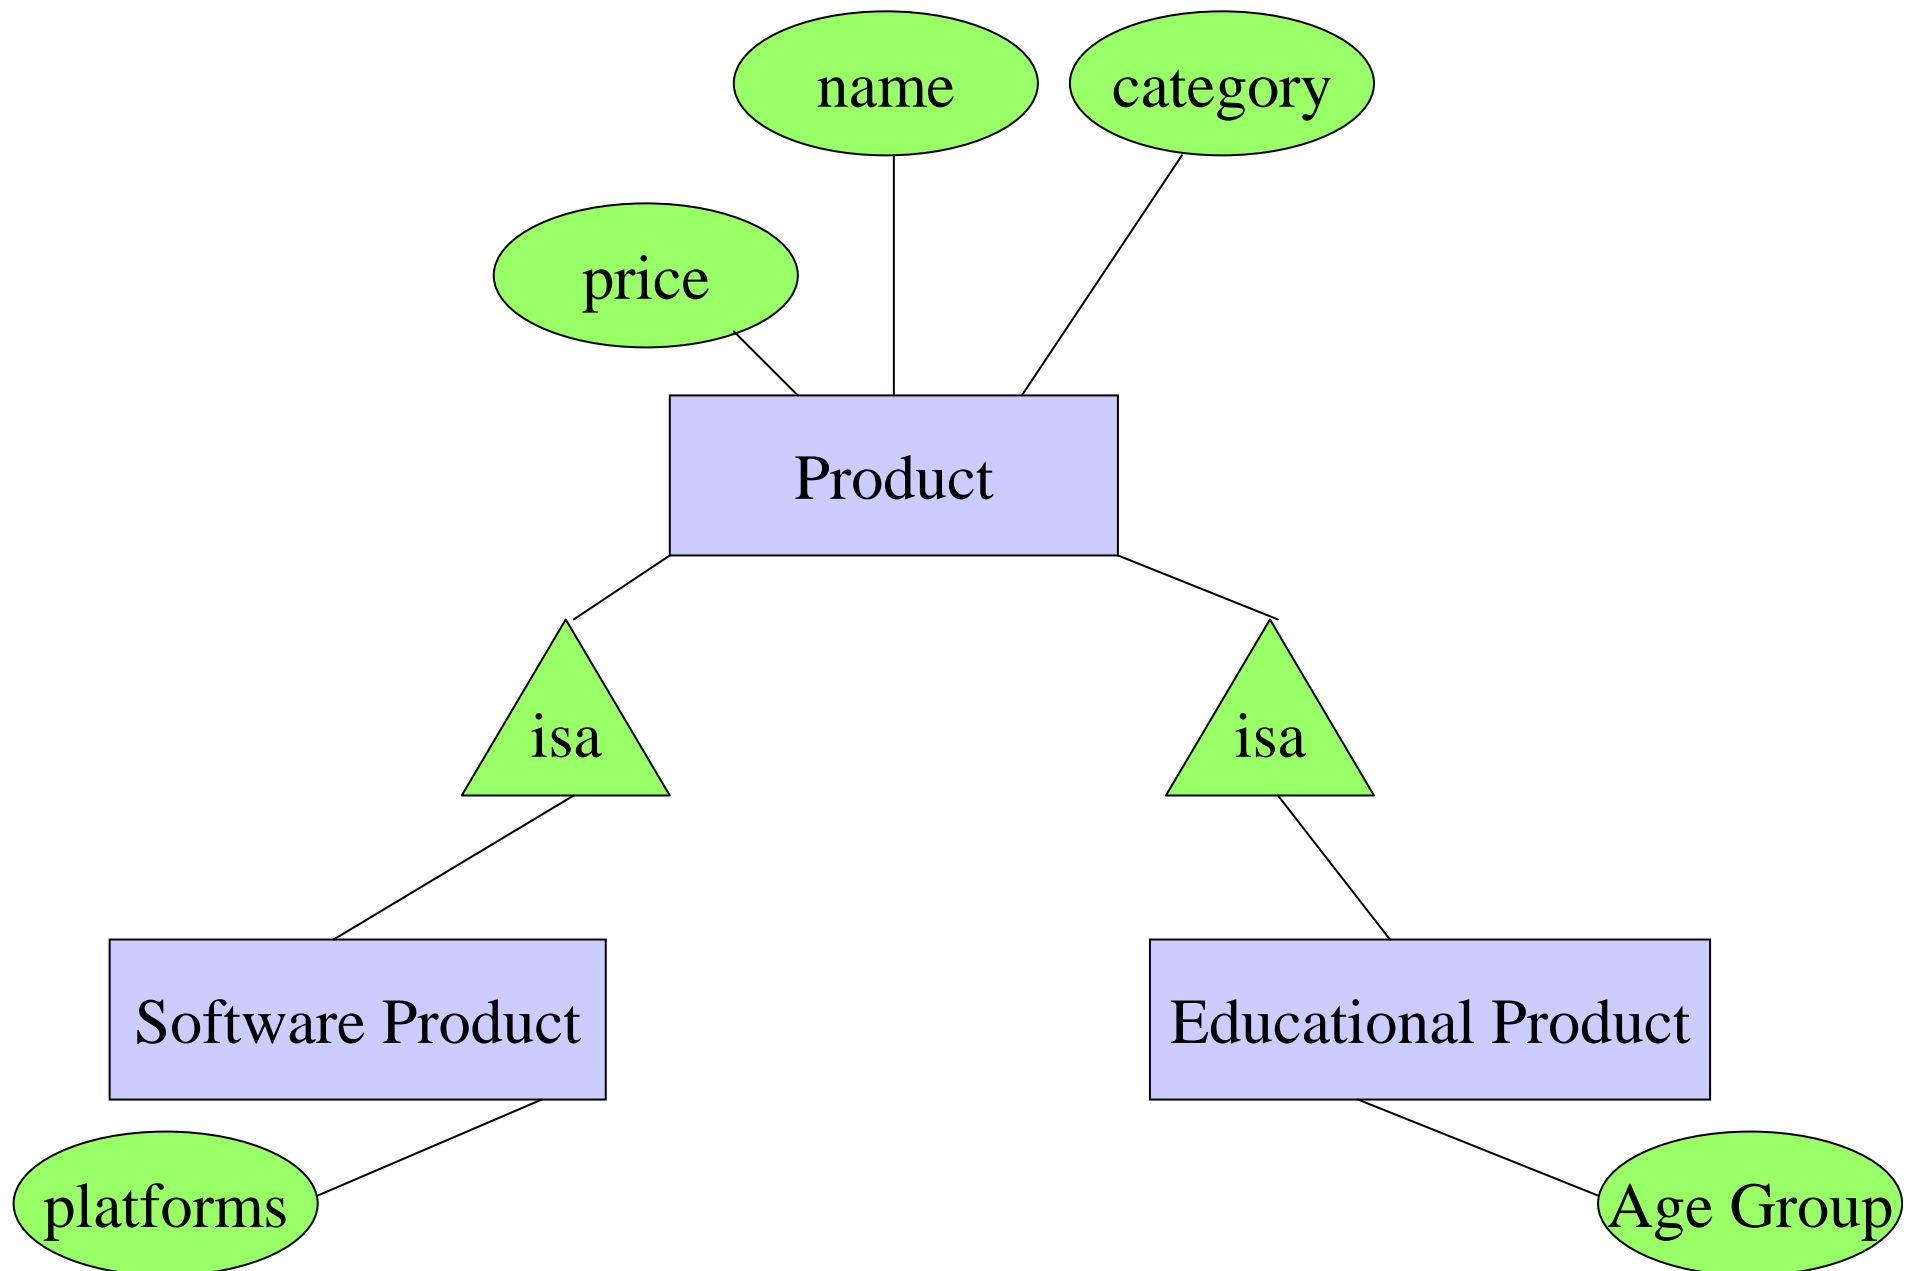 name
category
price
Product
isa
isa
Software Product
Educational Product
platforms
Age Group